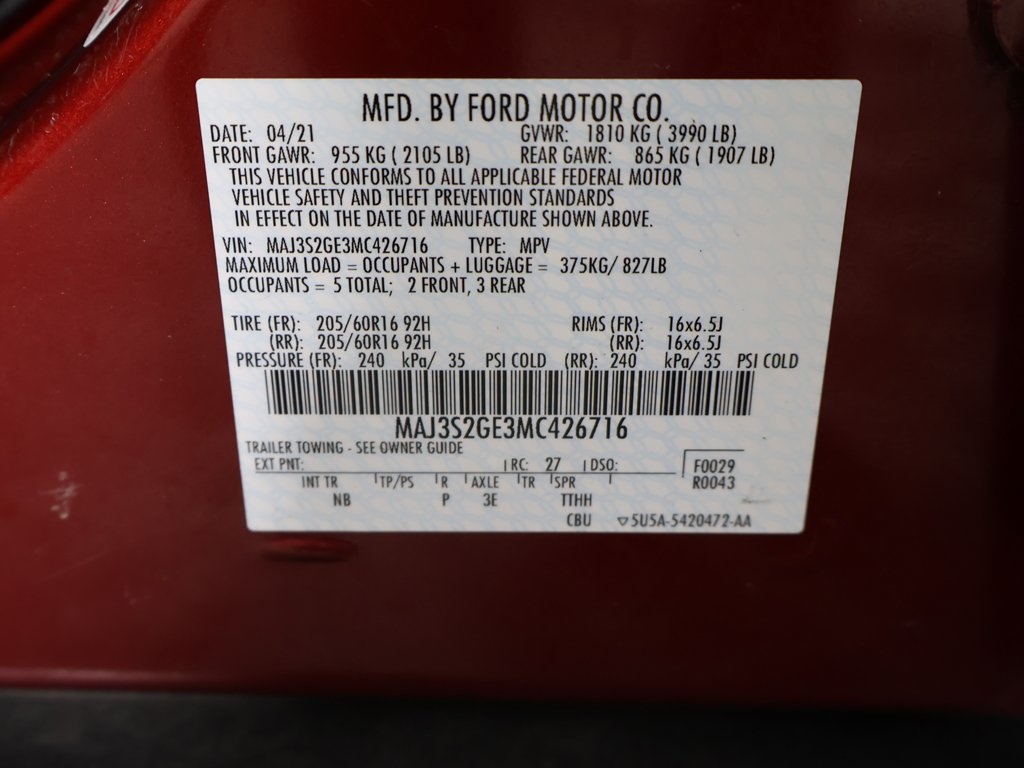 MFD. BY FORD MOTOR CO.
DATE: 04/21 GVWR: 1810 KG ( 3990 LB)
FRONT GAWR: 955 KG ( 2105 LB) REAR GAWR: 865 KG ( 1907 LB)
THIS VEHICLE CONFORMS TO ALL APPLICABLE FEDERAL MOTOR
VEHICLE SAFETY AND THEFT PREVENTION STANDARDS
IN EFFECT ON THE DATE OF MANUFACTURE SHOWN ABOVE.
VIN: MAJ3S2GE3MC426716 TYPE: MPV
MAXIMUM LOAD = OCCUPANTS + LUGGAGE = 375KG/ 827LB
OCCUPANTS = 5 TOTAL; 2 FRONT, 3 REAR
TIRE (FR): 205/60R16 92H RIMS (FR): 16x6.5J
(RR): 205/60R16 92H (RR): 16x6.5J
PRESSURE (FR): 240 kPa/ 35 PSI COLD (RR): 240 kPa/ 35 PSI COLD
MAJ3S2GE3MC426716
TRAILER TOWING - SEE OWNER GUIDE
EXT PNT: RC: 27 DSO: F0029
INT TR TP/PS R AXLE TR SPR R0043
NB P 3E TTHH
CBU ▽5U5A-5420472-AA